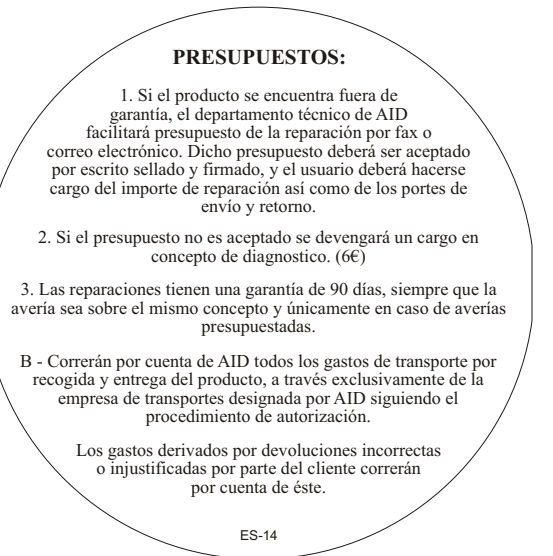 PRESUPUESTOS:
1. Si el producto se encuentra fuera de
garantía, el departamento técnico de AID
facilitará presupuesto de la reparación por fax o
correo electrónico. Dicho presupuesto deberá ser aceptado
por escrito sellado y firmado, y el usuario deberá hacerse
cargo del importe de reparación así como de los portes de
envío y retorno.
2. Si el presupuesto no es aceptado se devengará un cargo en
concepto de diagnostico. (6€)
3. Las reparaciones tienen una garantía de 90 días, siempre que la
avería sea sobre el mismo concepto y únicamente en caso de averías
presupuestadas.
B - Correrán por cuenta de AID todos los gastos de transporte por
recogida y entrega del producto, a través exclusivamente de la
empresa de transportes designada por AID siguiendo el
procedimiento de autorización.
Los gastos derivados por devoluciones incorrectas
o injustificadas por parte del cliente correrán
por cuenta de éste.
ES-14